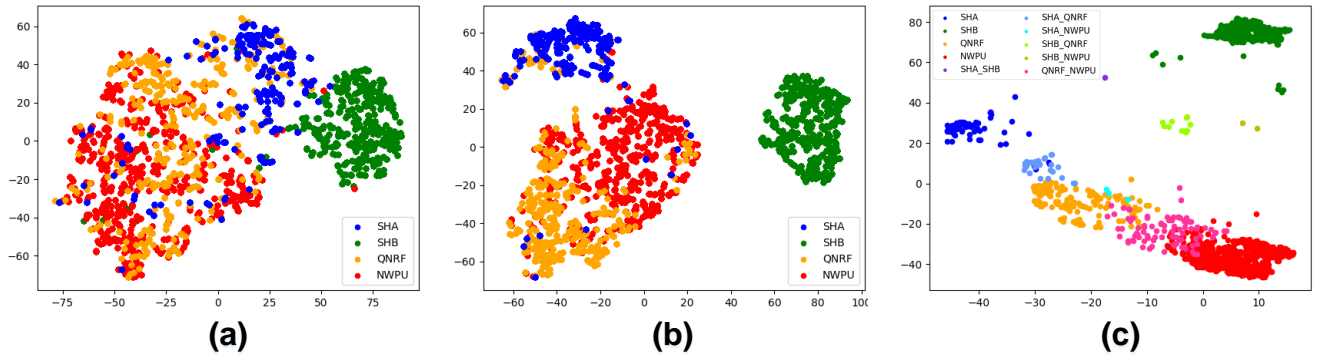 60
40
20
0
−20
−40
−60
−75
−50
−25
0
25
50
75
SHA
SHB
QNRF
NWPU
(a)
60
40
20
0
−20
−40
−60
−60
−40
−20
0
20
40
60
80
100
SHA
SHB
QNRF
NWPU
(b)
80
60
40
20
0
−20
−40
−40
−30
−20
−10
0
10
SHA
SHB
QNRF
NWPU
SHA_SHB
SHA_QNRF
SHA_NWPU
SHB_QNRF
SHB_NWPU
QNRF_NWPU
(c)